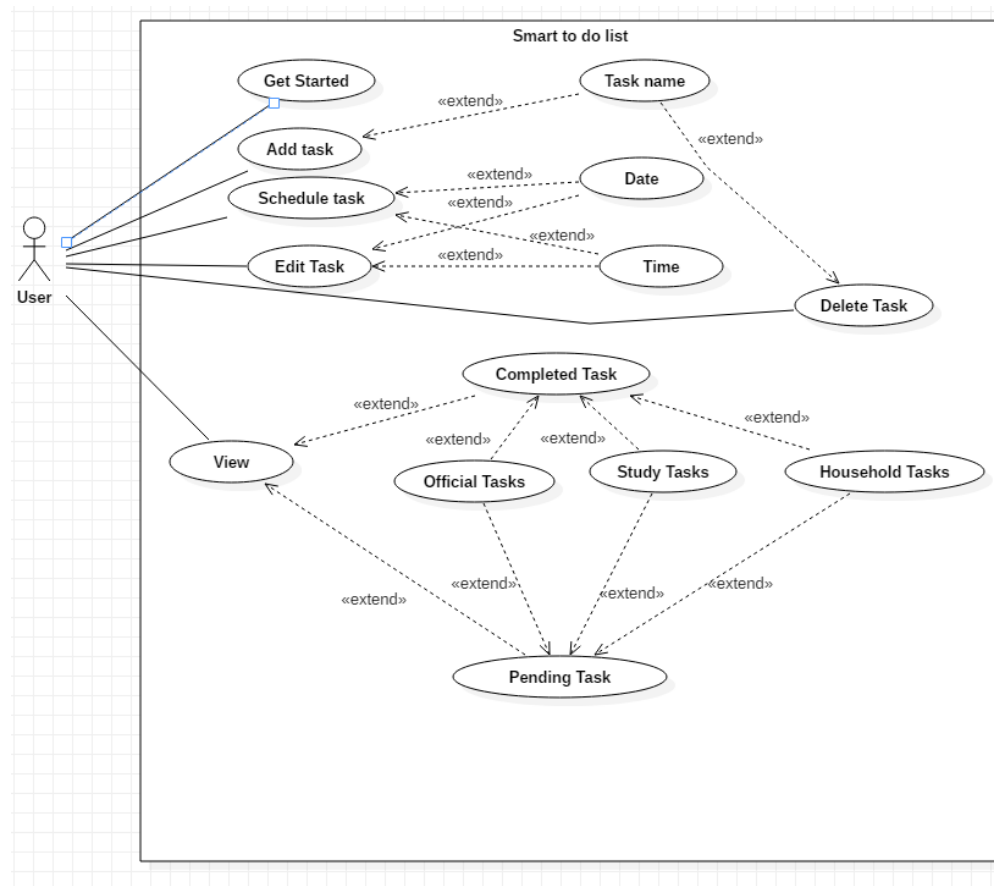 Smart to do list
Get Started
Task name
«extend»
«extend»
Add task
Date
«extend»
Schedule task
«extend»
«extend»
Edit Task
«extend»
Time
User
Delete Task
Completed Task
«extend»
«extend»
«extend»
«extend»
View
Official Tasks
Study Tasks
Household Tasks
«extend»
«extend»
«extend»
«extend»
Pending Task